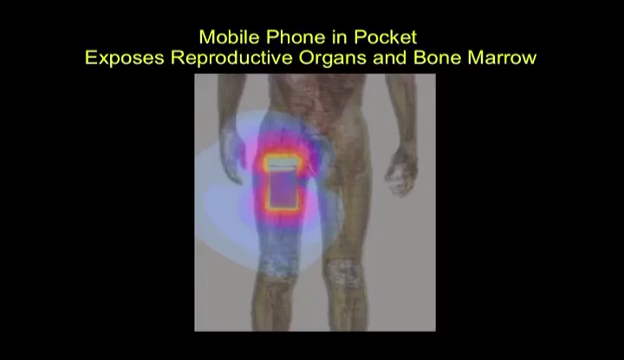 Mobile Phone in Pocket
Exposes Reproductive Organs and Bone Marrow